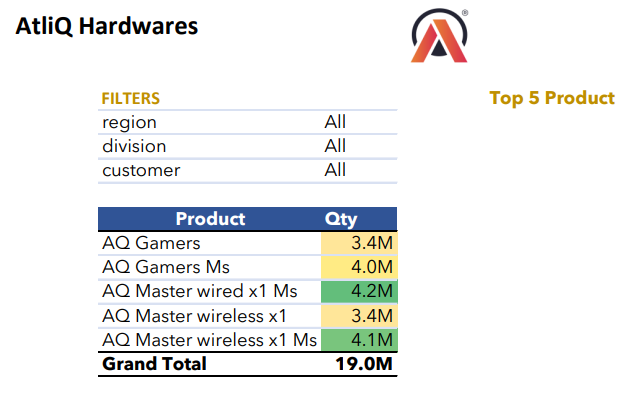 AtliQ Hardwares
®
FILTERS Top 5 Product
region All
division All
customer All
Product Qty
AQ Gamers 3.4M
AQ Gamers Ms 4.0M
AQ Master wired x1 Ms 4.2M
AQ Master wireless x1 3.4M
AQ Master wireless x1 Ms 4.1M
Grand Total 19.0M